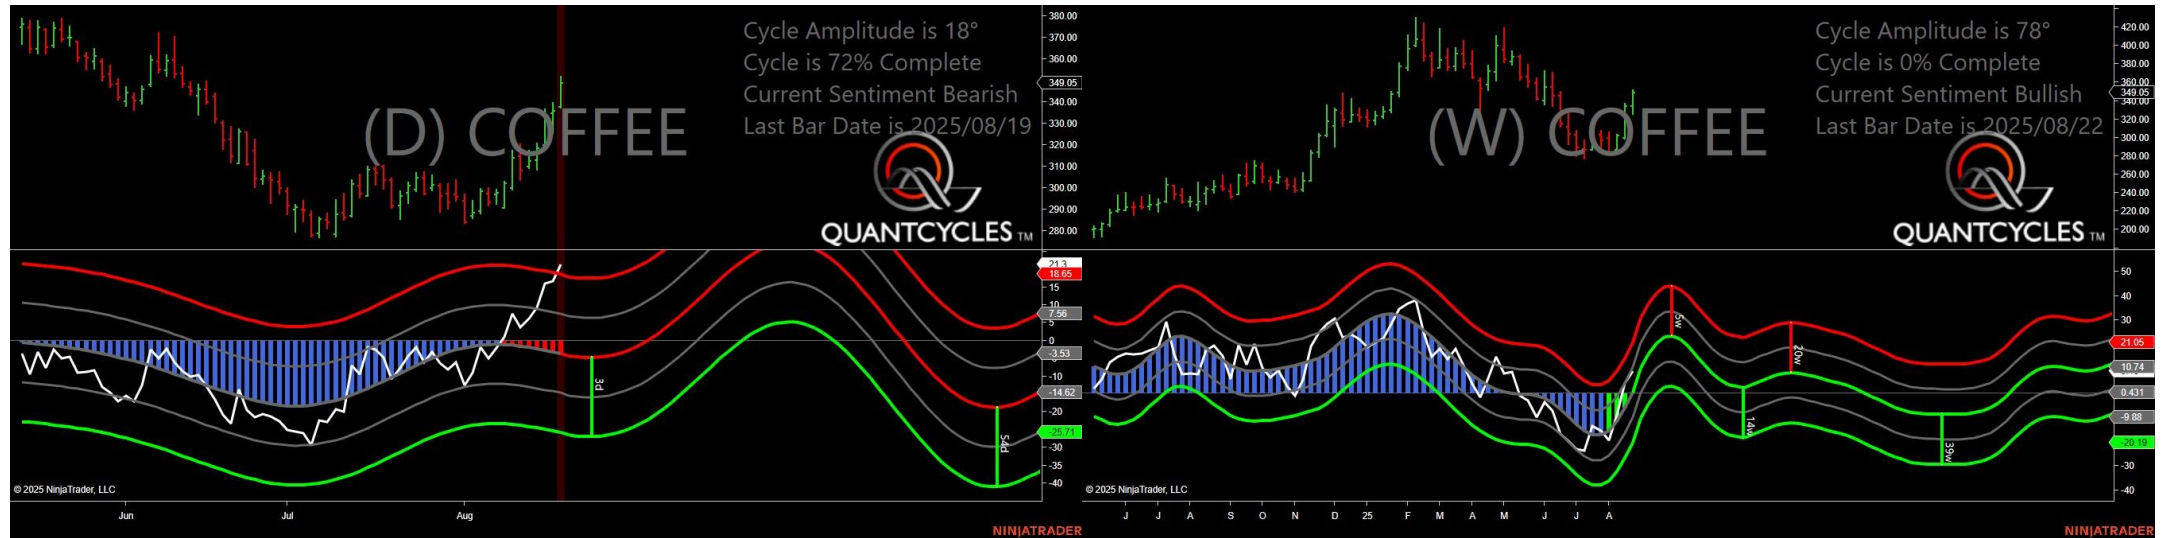 Cycle Amplitude is 18°
Cycle is 72% Complete
Current Sentiment Bearish
Last Bar Date is 2025/08/19
(D) COFFEE
QUANTCYCLES TM
380.00
370.00
360.00
349.05
340.00
330.00
320.00
310.00
300.00
290.00
280.00
21.3
18.65
15
10
7.56
5
0
-3.53
-10
-14.62
-20
-25.71
-30
-35
-40
3d
54d
© 2025 NinjaTrader, LLC
Jun
Jul
Aug
NINJATRADER
Cycle Amplitude is 78°
Cycle is 0% Complete
Current Sentiment Bullish
Last Bar Date is 2025/08/22
(W) COFFEE
QUANTCYCLES TM
420.00
400.00
380.00
360.00
349.05
340.00
320.00
300.00
280.00
260.00
240.00
220.00
200.00
50
40
30
21.05
10.74
0.431
-9.88
-20.19
-30
-40
5w
14w
20w
39w
© 2025 NinjaTrader, LLC
J J A S O N D 25 F M A M J J A
NINJATRADER